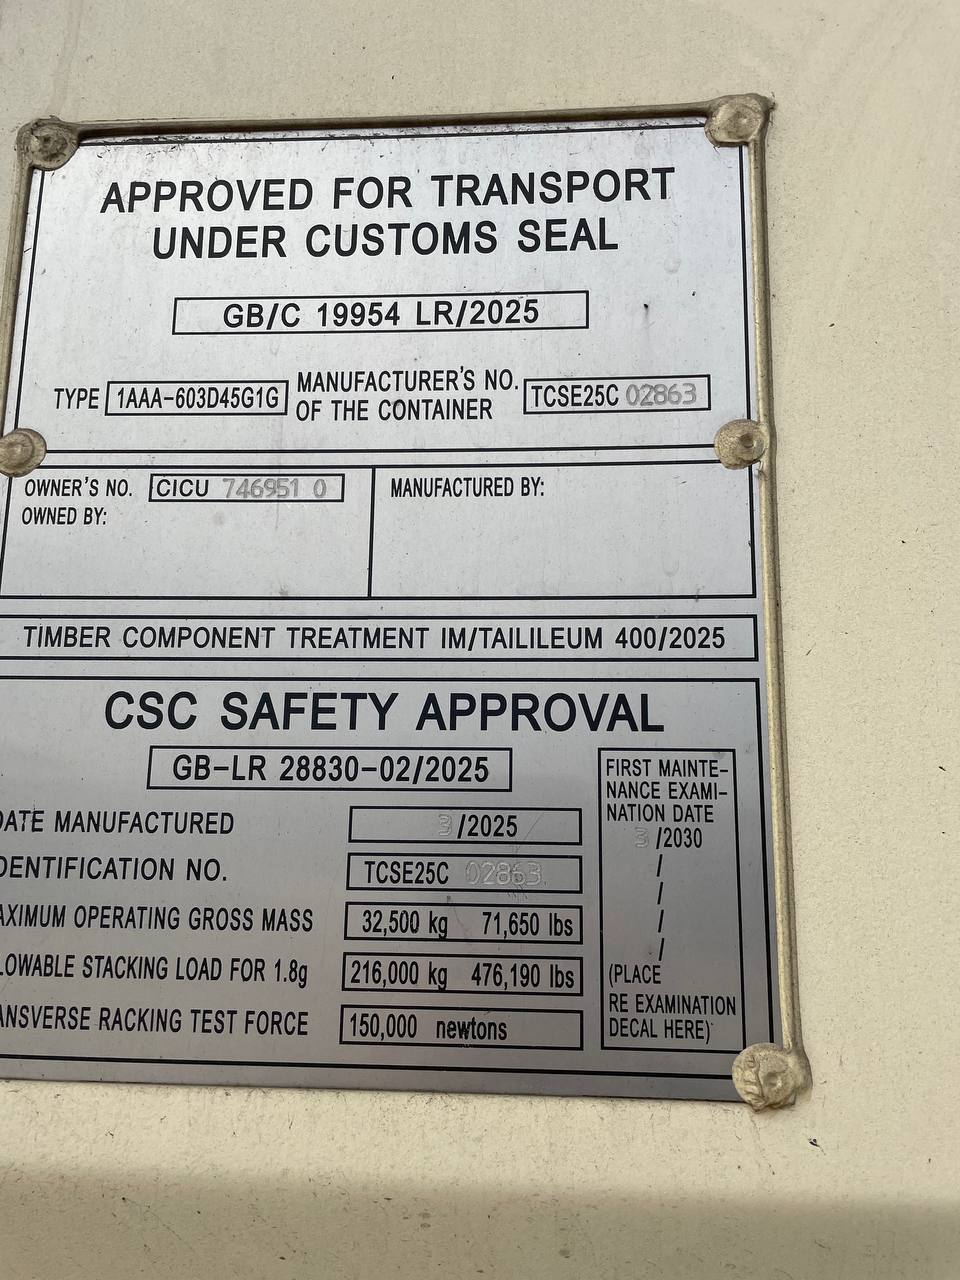 APPROVED FOR TRANSPORT
UNDER CUSTOMS SEAL
GB/C 19954 LR/2025
TYPE 1AAA-603D45G1G
MANUFACTURER'S NO.
OF THE CONTAINER
TCSE25C 02863
OWNER'S NO. CICU 746951 0
OWNED BY:
MANUFACTURED BY:
TIMBER COMPONENT TREATMENT IM/TAILILEUM 400/2025
CSC SAFETY APPROVAL
GB-LR 28830-02/2025
DATE MANUFACTURED 3/2025
IDENTIFICATION NO. TCSE25C 02863
AXIMUM OPERATING GROSS MASS 32,500 kg 71,650 lbs
LOWABLE STACKING LOAD FOR 1.8g 216,000 kg 476,190 lbs
ANSVERSE RACKING TEST FORCE 150,000 newtons
FIRST MAINTE-
NANCE EXAMI-
NATION DATE
3 /2030
/
/
/
/
/
(PLACE
RE EXAMINATION
DECAL HERE)